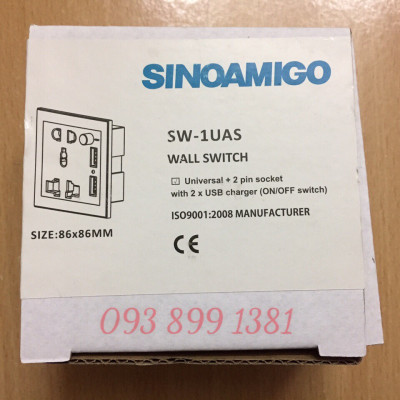 SINOAMIGO
SW-1UAS
WALL SWITCH
☑ Universal + 2 pin socket
with 2 x USB charger (ON/OFF switch)
ISO9001:2008 MANUFACTURER
CE
SIZE:86x86MM
093 899 1381